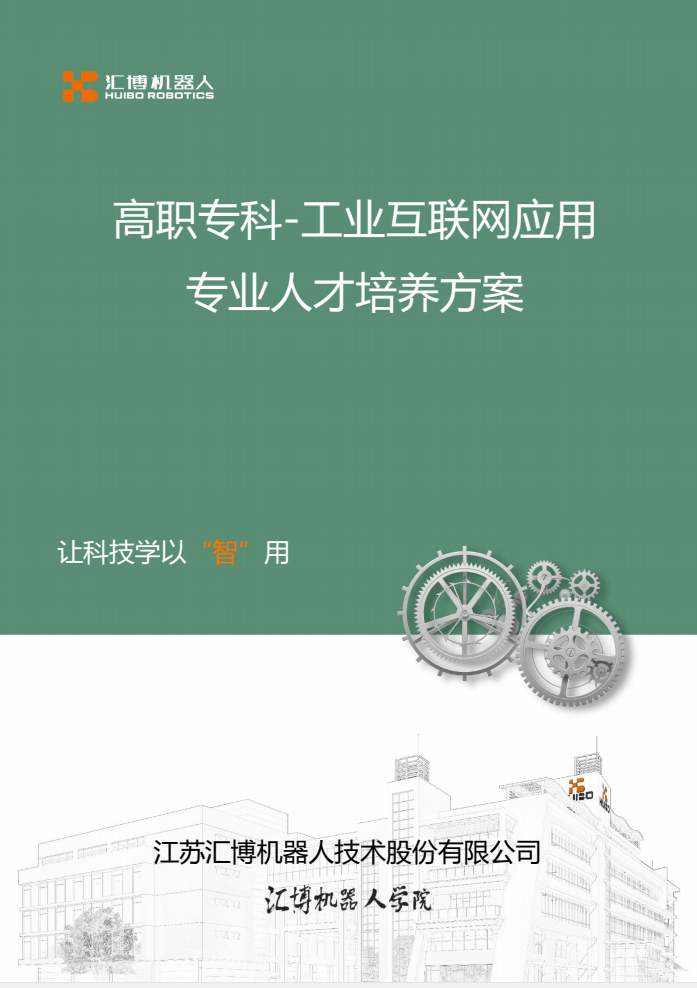 汇博机器人
HUIBO ROBOTICS
高职专科-工业互联网应用
专业人才培养方案
让科技学以“智”用
江苏汇博机器人技术股份有限公司
汇博机器人学院